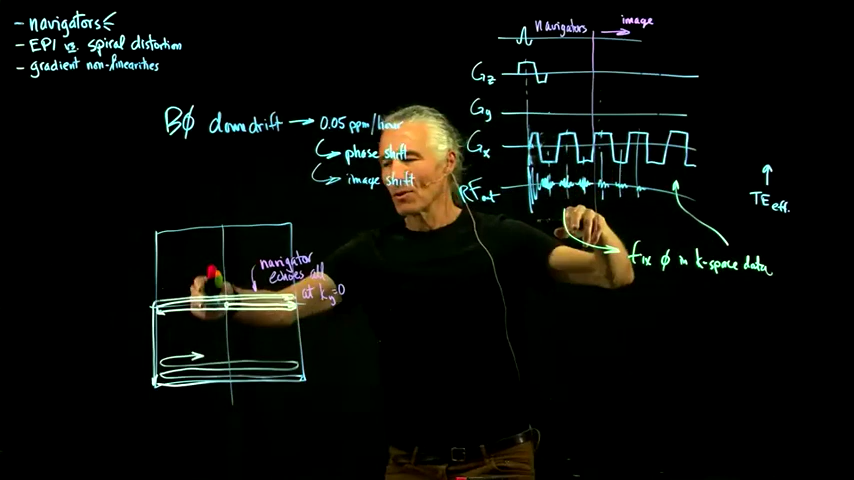 - navigators
- EPI vs. spiral distortion
- gradient non-linearities
BØ downdrift → 0.05 ppm/hour
phase shift
image shift
navigator
echoes all
at ky=0
navigators
image
Gz
Gy
Gx
RFout
TEeff.
fix φ in k-space data